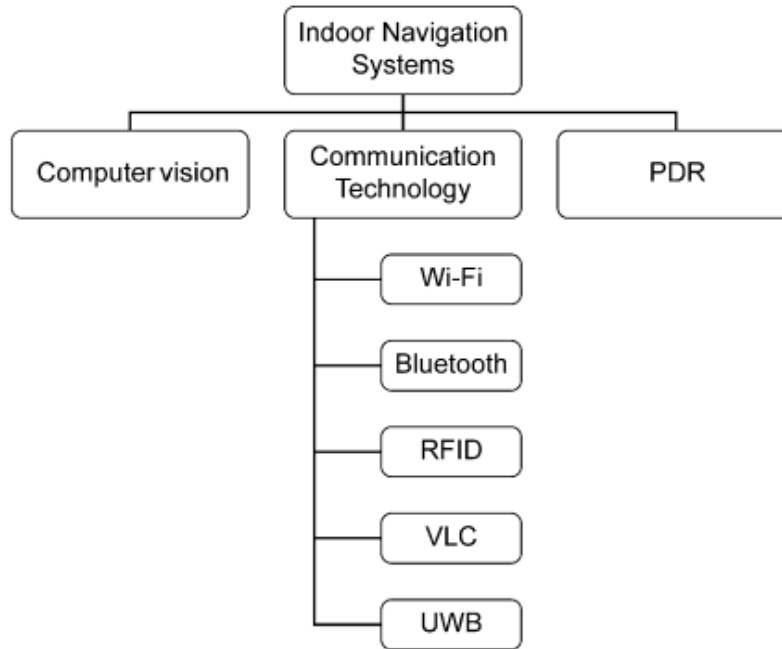 Indoor Navigation
Systems
Computer vision
Communication
Technology
PDR
Wi-Fi
Bluetooth
RFID
VLC
UWB